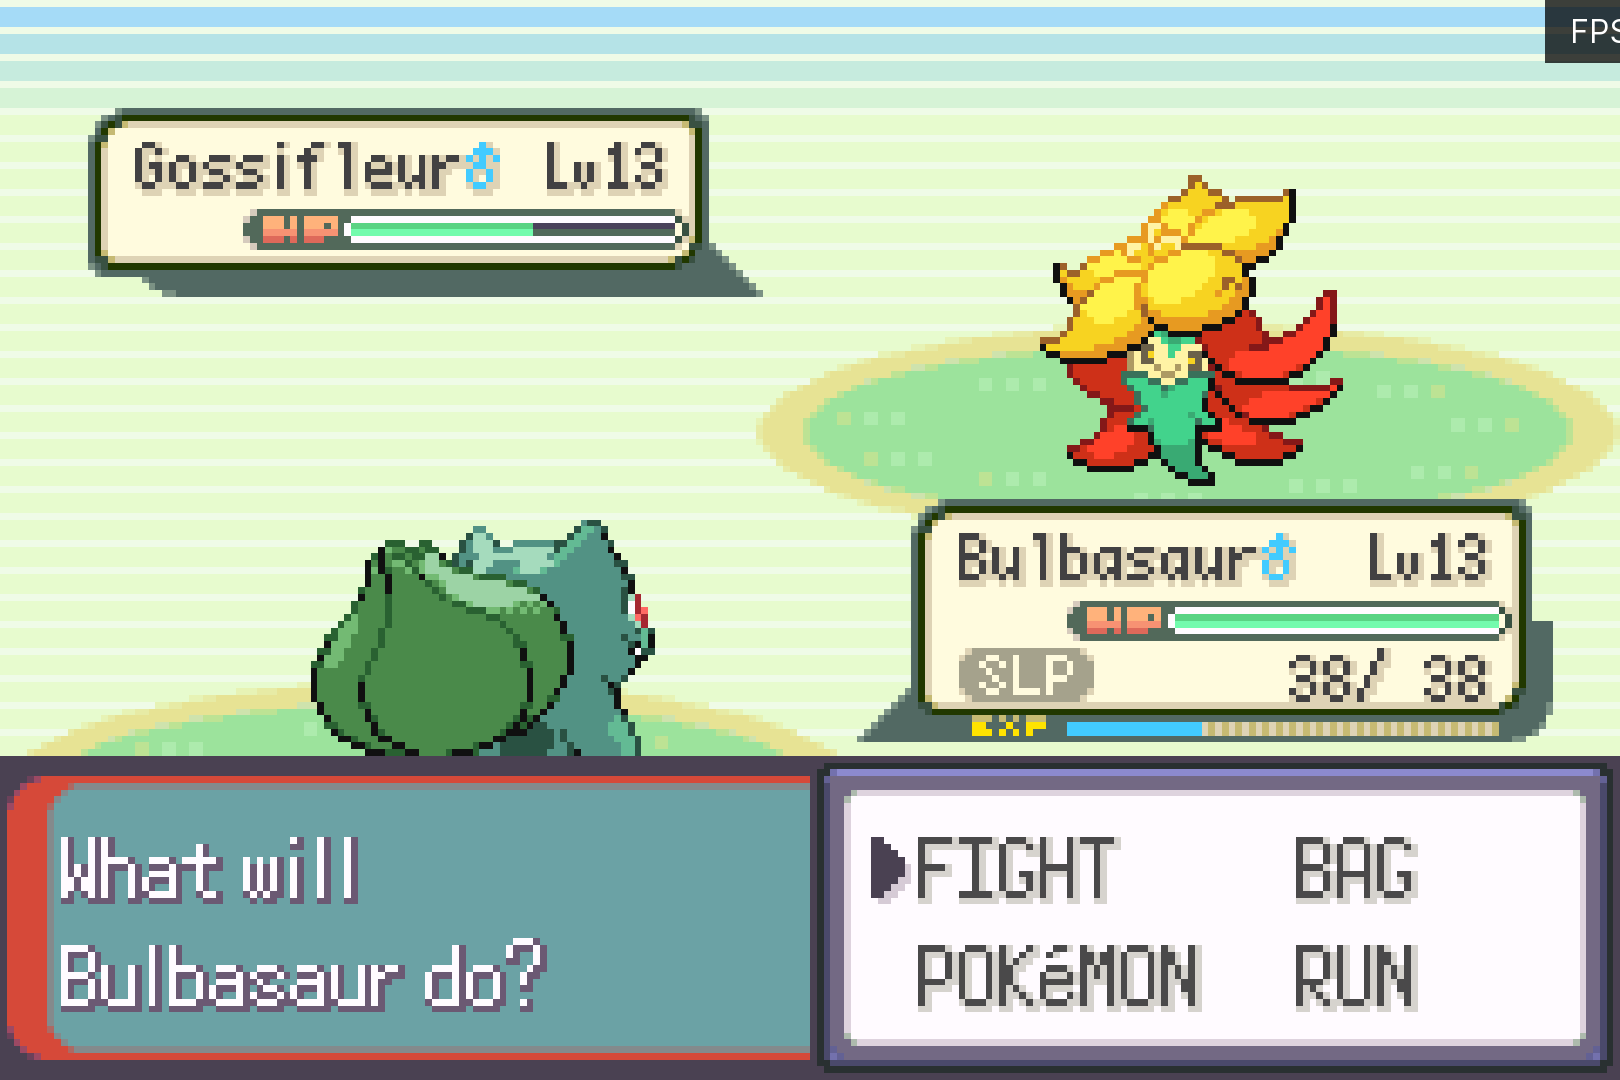 FPS
Gossifleur♂ Lv13
HP
Bulbasaur♂ Lv13
HP
SLP 38/ 38
EXP
What will
Bulbasaur do?
FIGHT BAG
POKéMON RUN